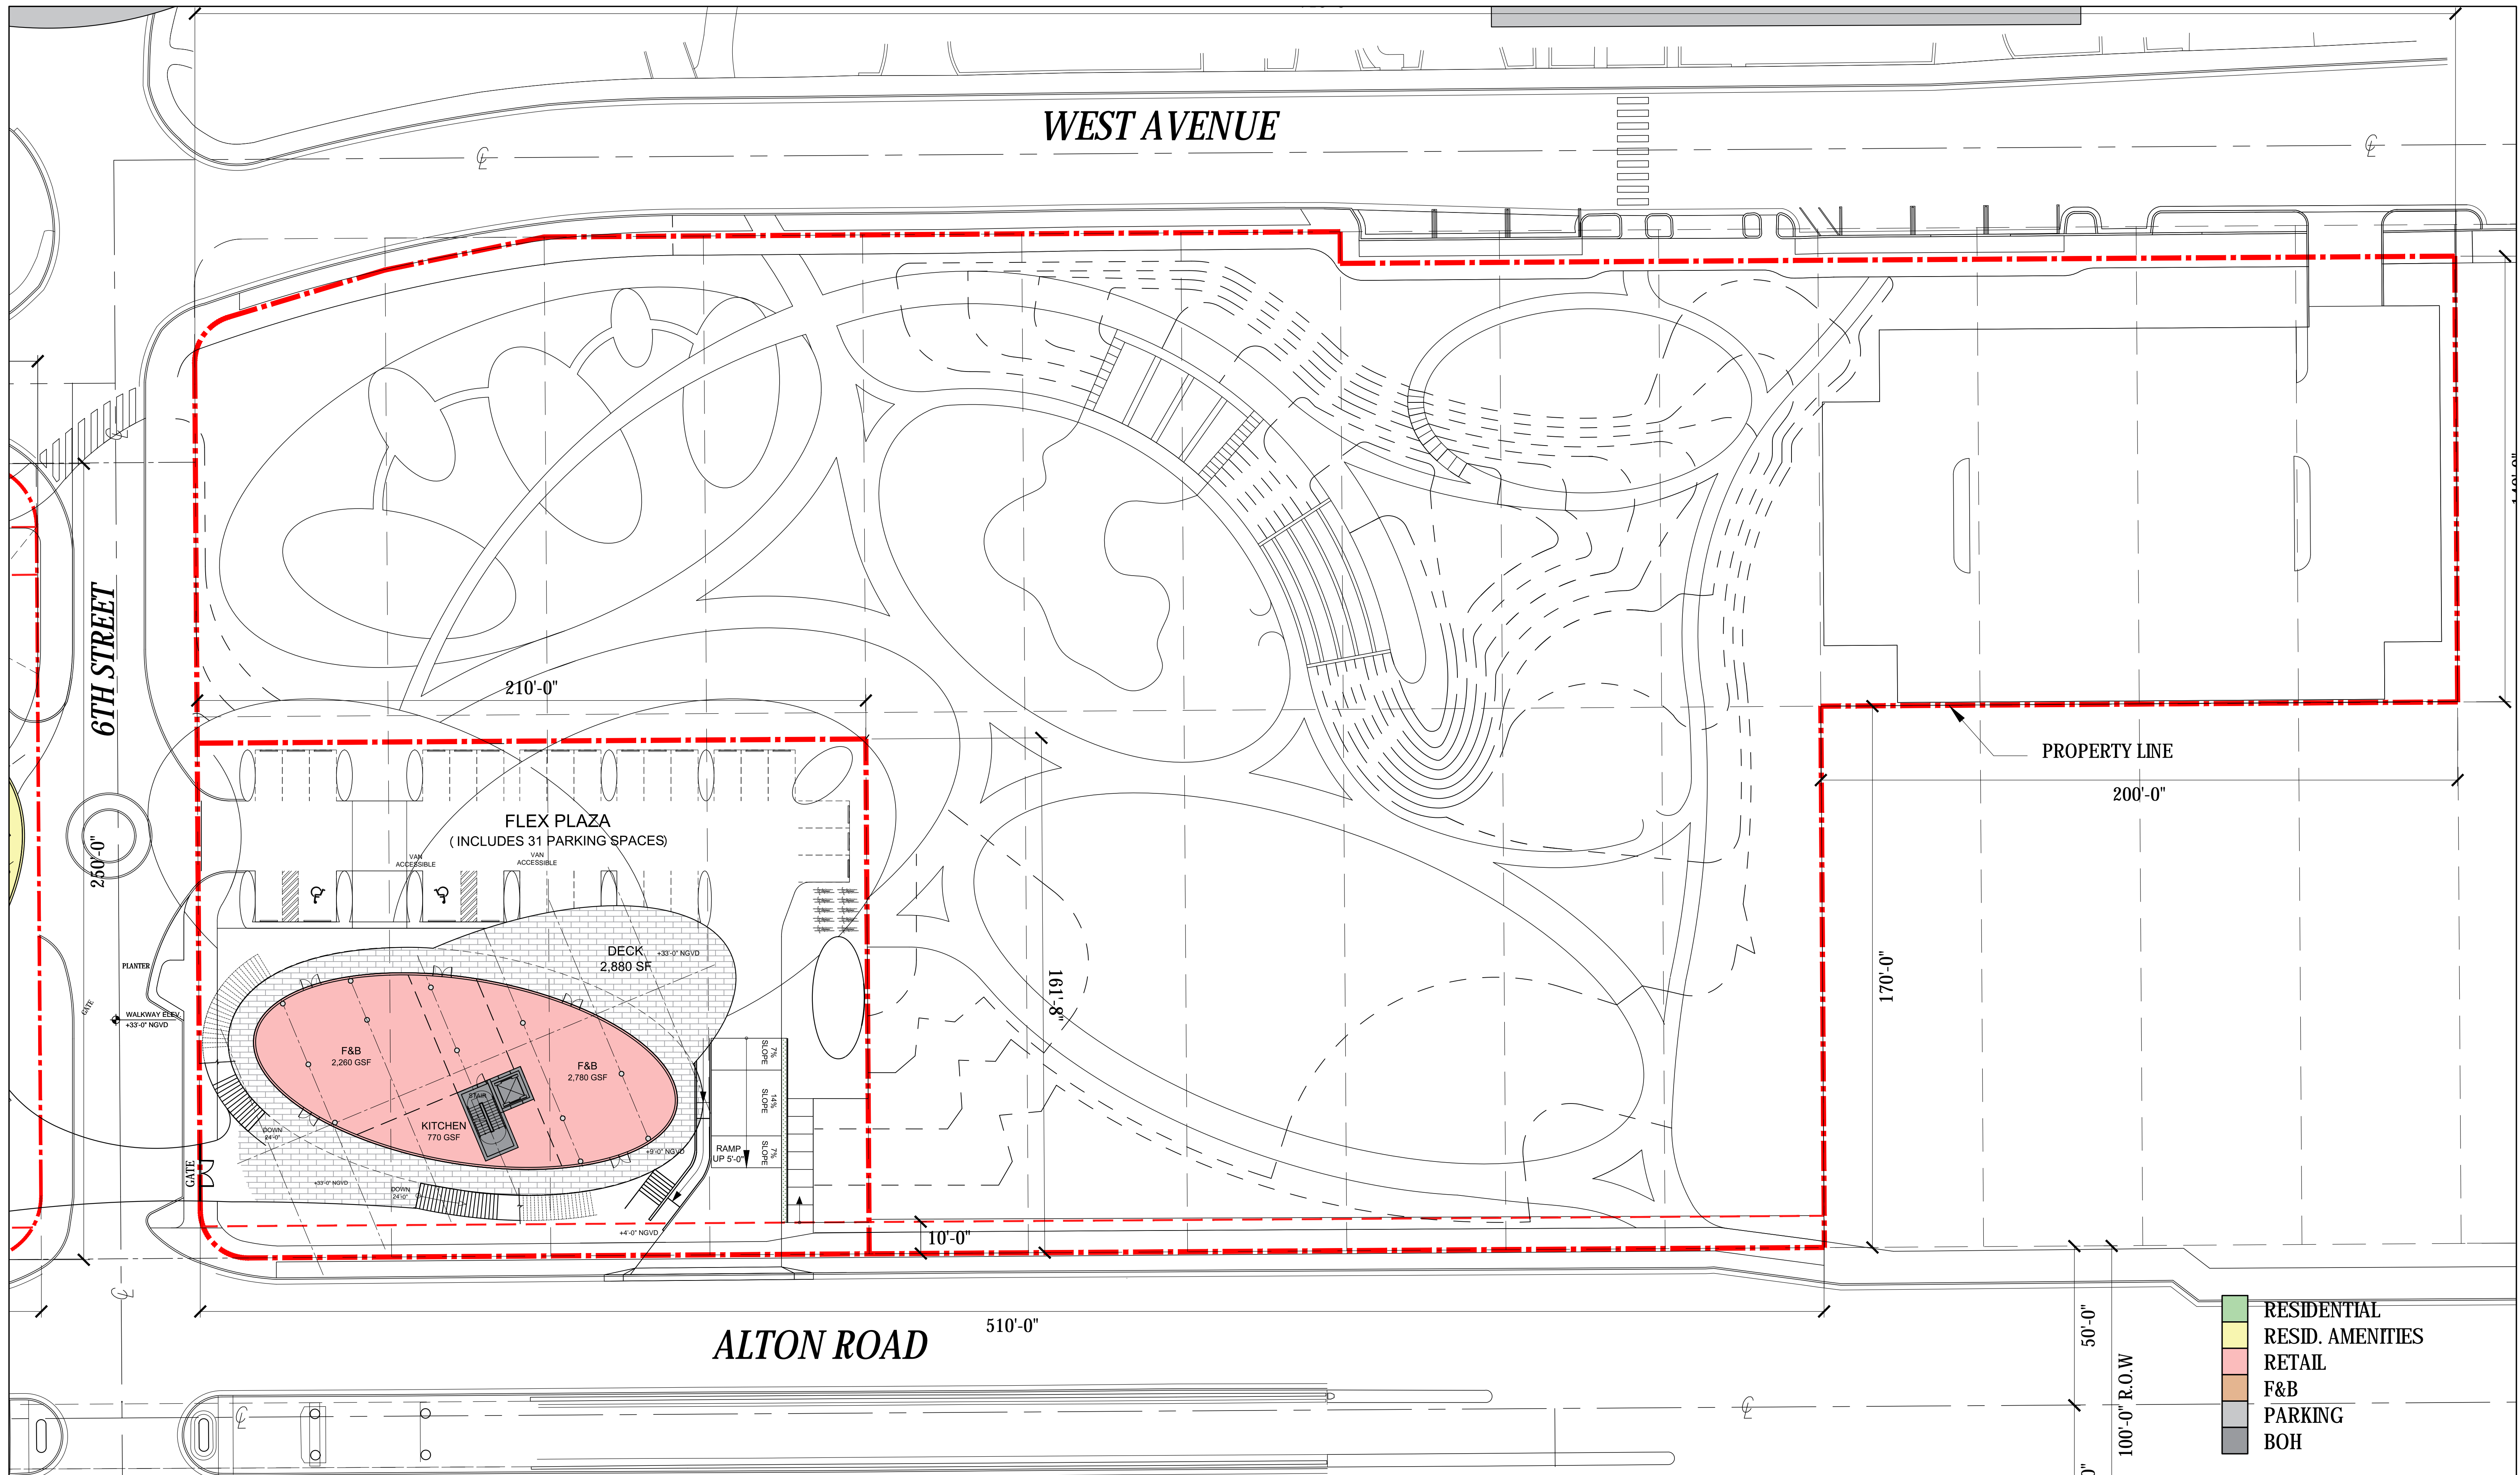 WEST AVENUE
6TH STREET
250'-0"
210'-0"
PROPERTY LINE
200'-0"
170'-0"
161'-8"
FLEX PLAZA
( INCLUDES 31 PARKING SPACES)
VAN
ACCESSIBLE
VAN
ACCESSIBLE
DECK
2,880 SF
+33'-0" NGVD
PLANTER
GATE
WALKWAY ELEV.
+33'-0" NGVD
F&B
2,260 GSF
F&B
2,780 GSF
STAIR
KITCHEN
770 GSF
DOWN
24'-0"
GATE
+33'-0" NGVD
DOWN
24'-0"
+9'-0" NGVD
7%
SLOPE
14%
SLOPE
7%
SLOPE
RAMP
UP 5'-0"
+4'-0" NGVD
10'-0"
510'-0"
ALTON ROAD
50'-0"
100'-0" R.O.W
RESIDENTIAL
RESID. AMENITIES
RETAIL
F&B
PARKING
BOH